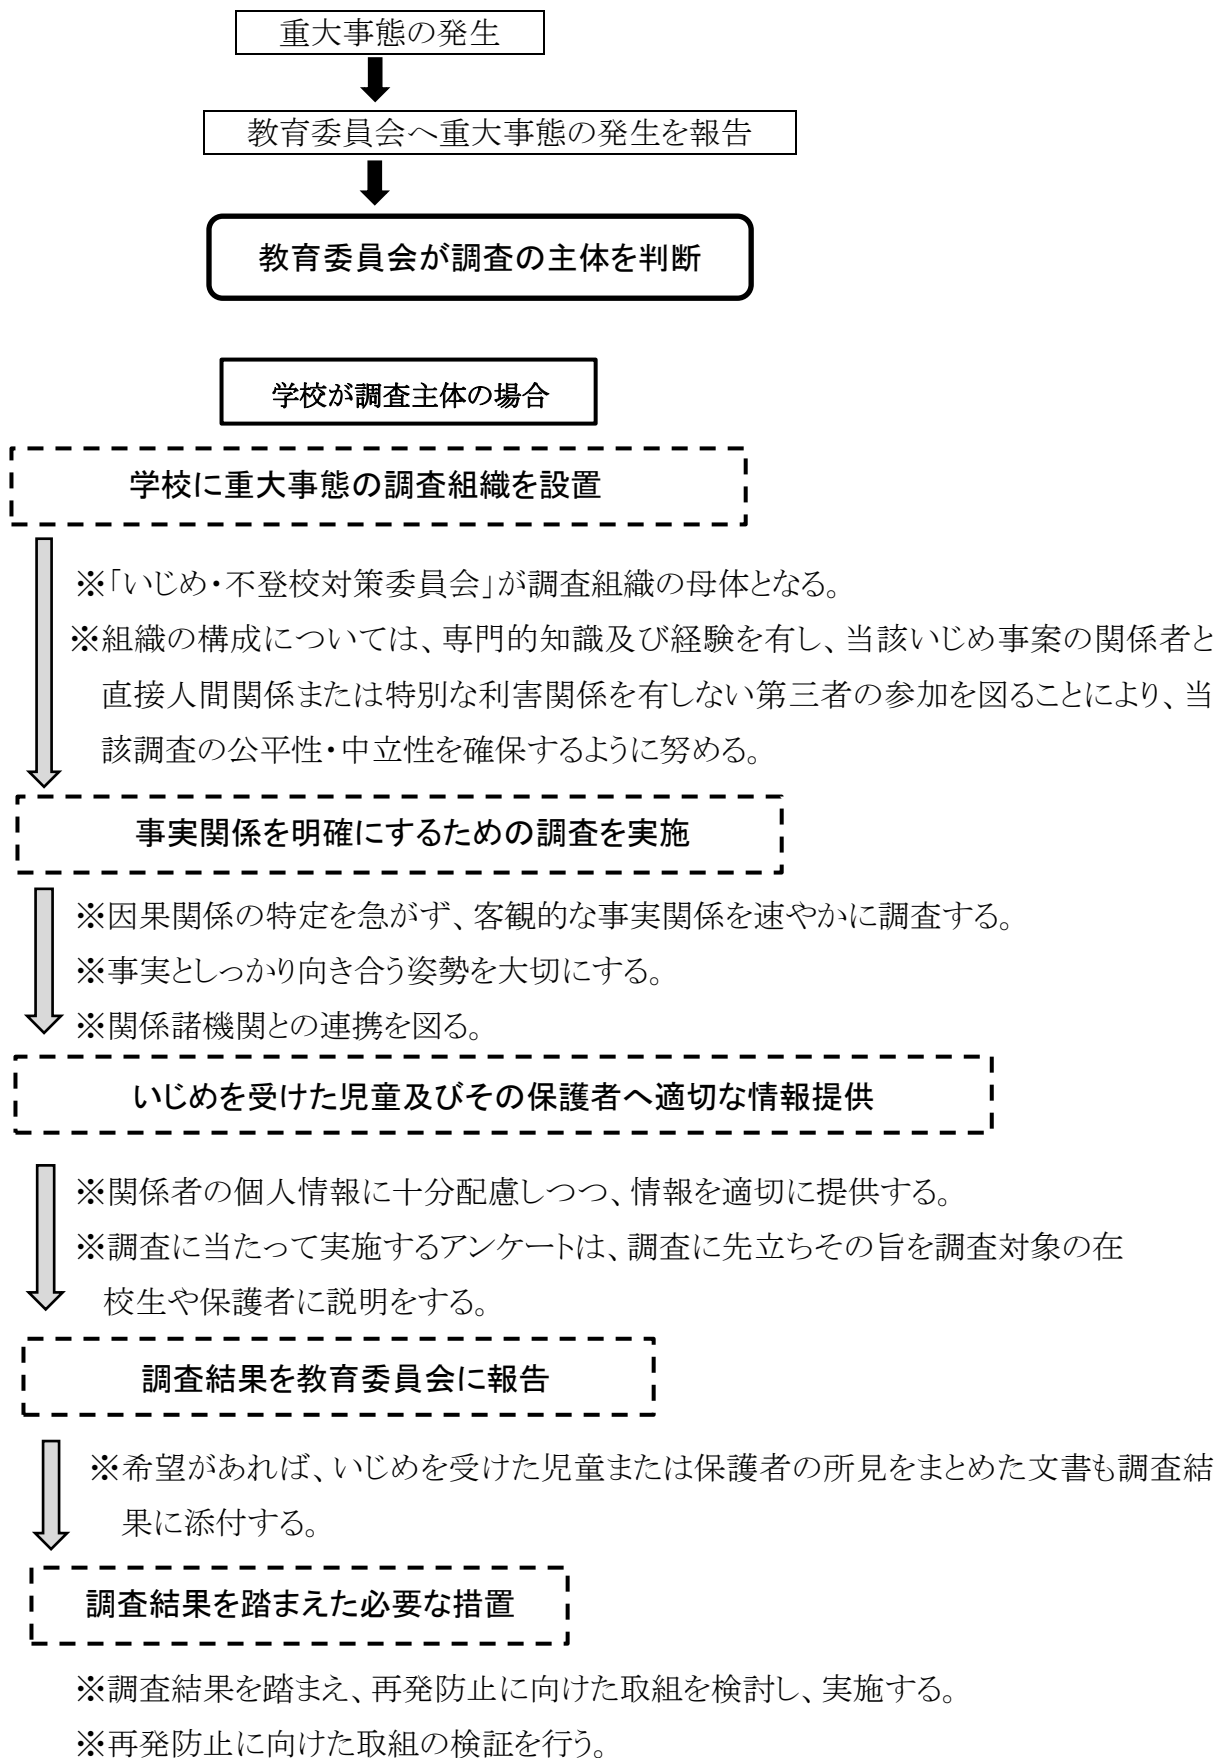 重大事態の発生
教育委員会へ重大事態の発生を報告
教育委員会が調査の主体を判断
学校が調査主体の場合
学校に重大事態の調査組織を設置
※「いじめ・不登校対策委員会」が調査組織の母体となる。
※組織の構成については、専門的知識及び経験を有し、当該いじめ事案の関係者と
直接人間関係または特別な利害関係を有しない第三者の参加を図ることにより、当
該調査の公平性・中立性を確保するように努める。
事実関係を明確にするための調査を実施
※因果関係の特定を急がず、客観的な事実関係を速やかに調査する。
※事実としっかり向き合う姿勢を大切にする。
※関係諸機関との連携を図る。
いじめを受けた児童及びその保護者へ適切な情報提供
※関係者の個人情報に十分配慮しつつ、情報を適切に提供する。
※調査に当たって実施するアンケートは、調査に先立ちその旨を調査対象の在
校生や保護者に説明をする。
調査結果を教育委員会に報告
※希望があれば、いじめを受けた児童または保護者の所見をまとめた文書も調査結
果に添付する。
調査結果を踏まえた必要な措置
※調査結果を踏まえ、再発防止に向けた取組を検討し、実施する。
※再発防止に向けた取組の検証を行う。